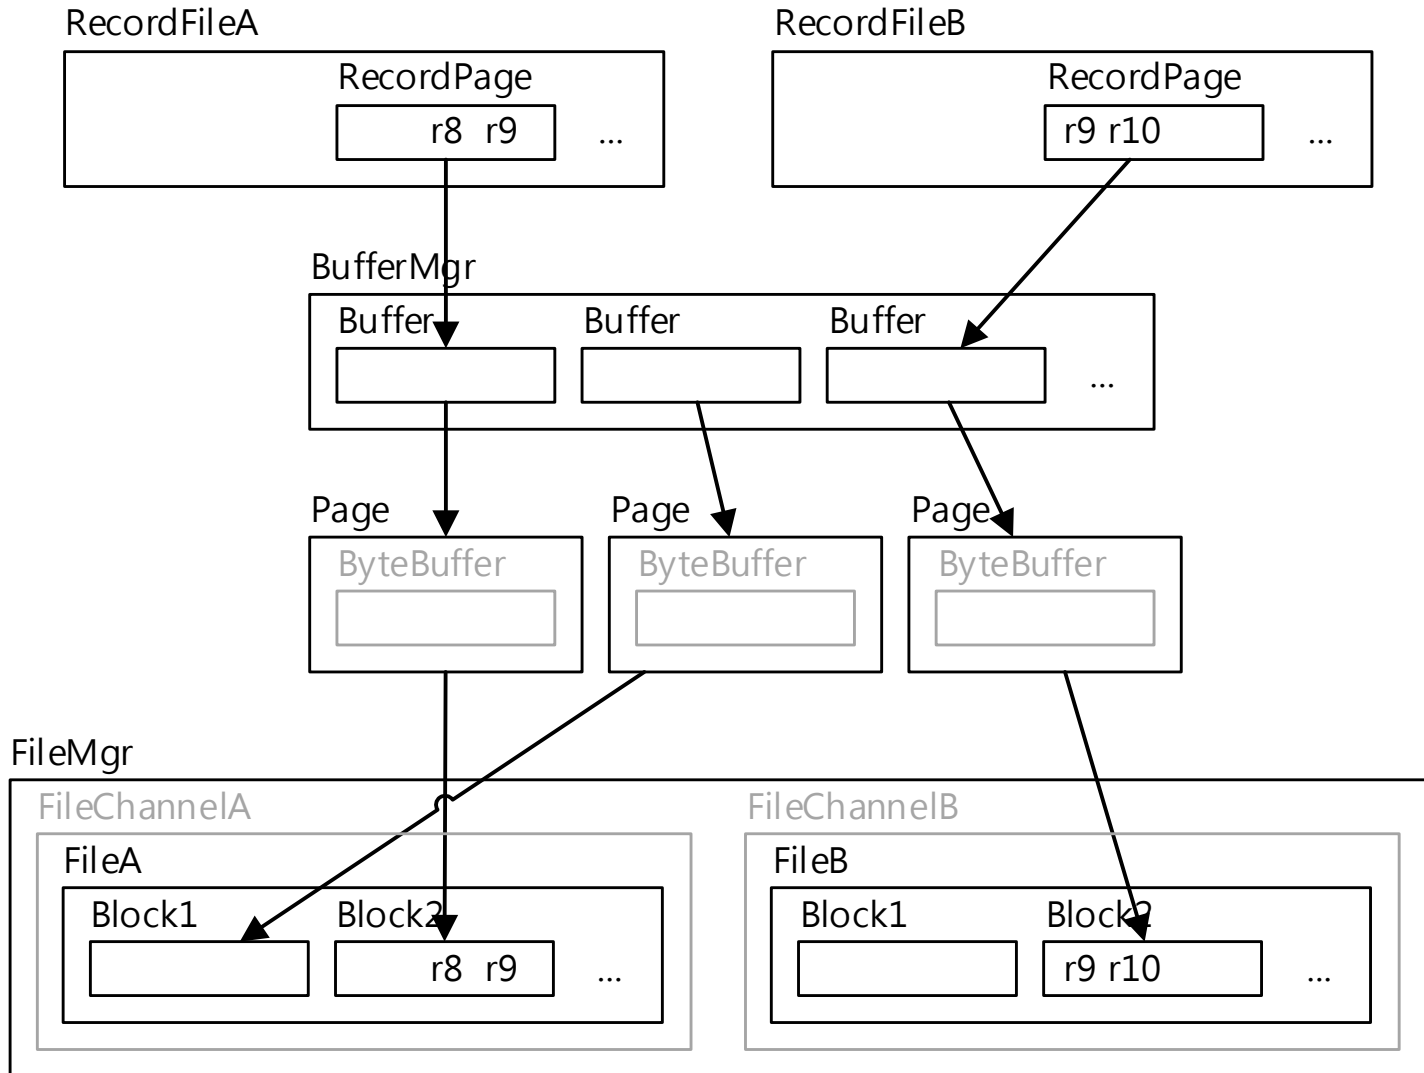 RecordFileA RecordFileB
RecordPage RecordPage
r8 r9 ... r9 r10 ...
BufferMgr
Buffer Buffer Buffer
...
Page Page Page
ByteBuffer ByteBuffer ByteBuffer
FileMgr
FileChannelA FileChannelB
FileA FileB
Block1 Block2 Block1 Block2
r8 r9 ... r9 r10 ...